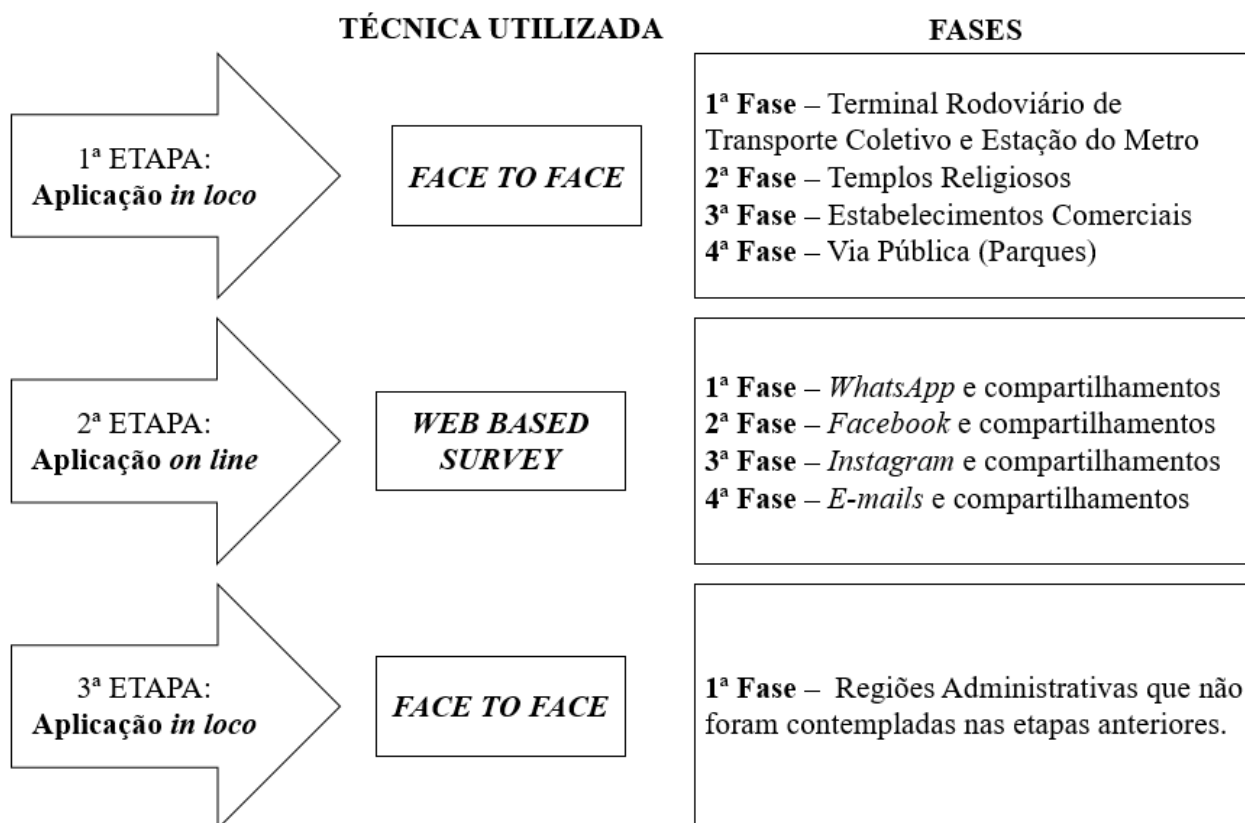 TÉCNICA UTILIZADA
FASES
1ª ETAPA:
Aplicação in loco
FACE TO FACE
1ª Fase – Terminal Rodoviário de
Transporte Coletivo e Estação do Metro
2ª Fase – Templos Religiosos
3ª Fase – Estabelecimentos Comerciais
4ª Fase – Via Pública (Parques)
2ª ETAPA:
Aplicação on line
WEB BASED
SURVEY
1ª Fase – WhatsApp e compartilhamentos
2ª Fase – Facebook e compartilhamentos
3ª Fase – Instagram e compartilhamentos
4ª Fase – E-mails e compartilhamentos
3ª ETAPA:
Aplicação in loco
FACE TO FACE
1ª Fase – Regiões Administrativas que não
foram contempladas nas etapas anteriores.